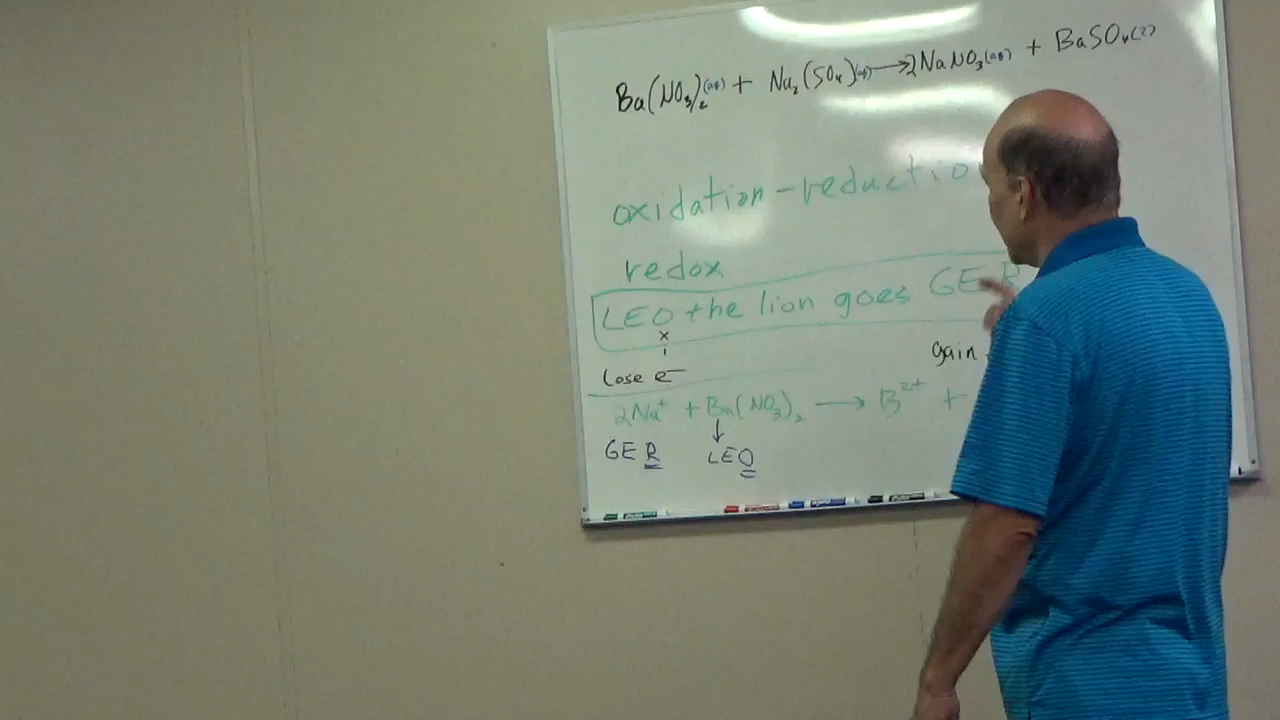 Ba(NO₃)₂(aq) + Na₂(SO₄)(aq) → 2NaNO₃(aq) + BaSO₄(?)
oxidation-reductio
redox
LEO the lion goes GER
x
i
Lose e⁻
gain
2Na⁺ + Ba(NO₃)₂ → B²⁺ +
GER LEO